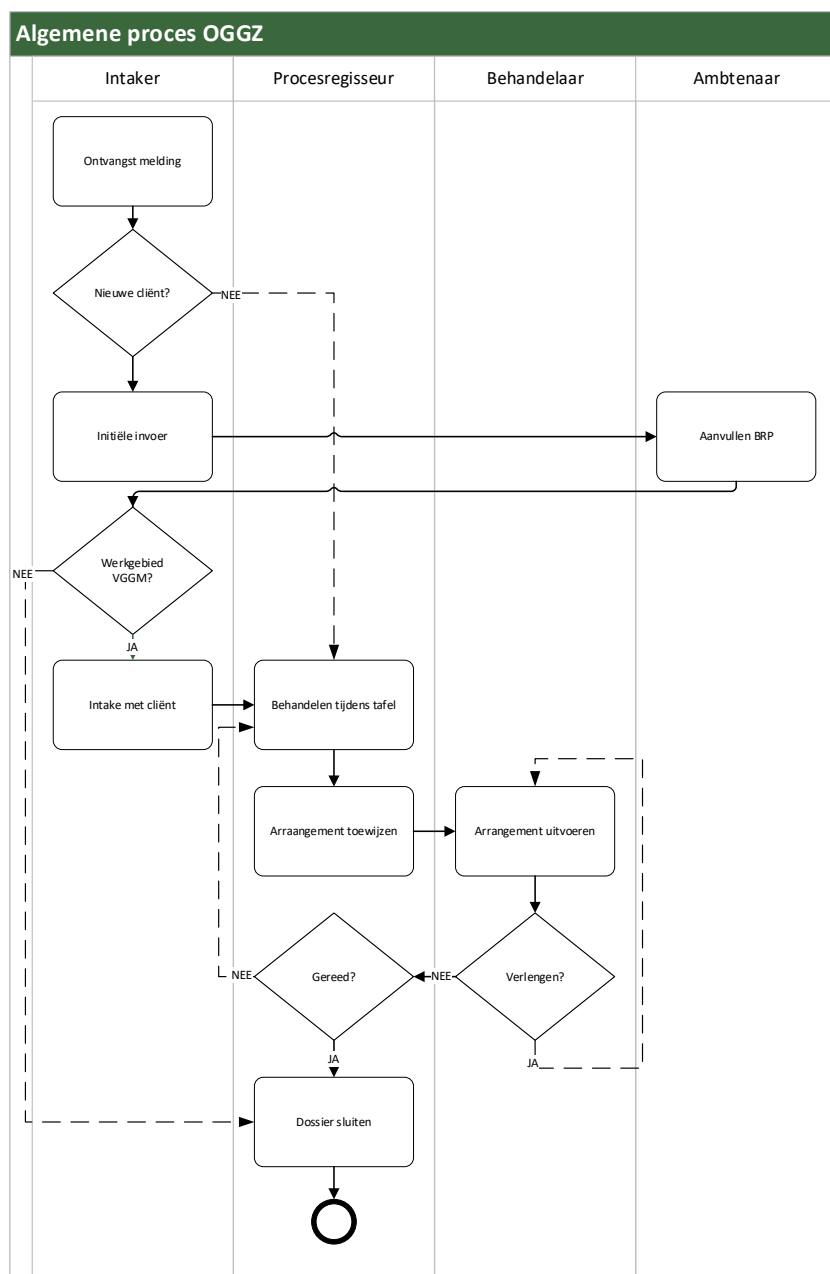 Algemene proces OGGZ
Intaker
Procesregisseur
Behandelaar
Ambtenaar
Ontvangst melding
Nieuwe cliënt?
NEE
Initiële invoer
Aanvullen BRP
Werkgebied
VGGM?
NEE
JA
Intake met cliënt
Behandelen tijdens tafel
Arraangement toewijzen
Arrangement uitvoeren
NEE
Gereed?
NEE
Verlengen?
JA
JA
Dossier sluiten